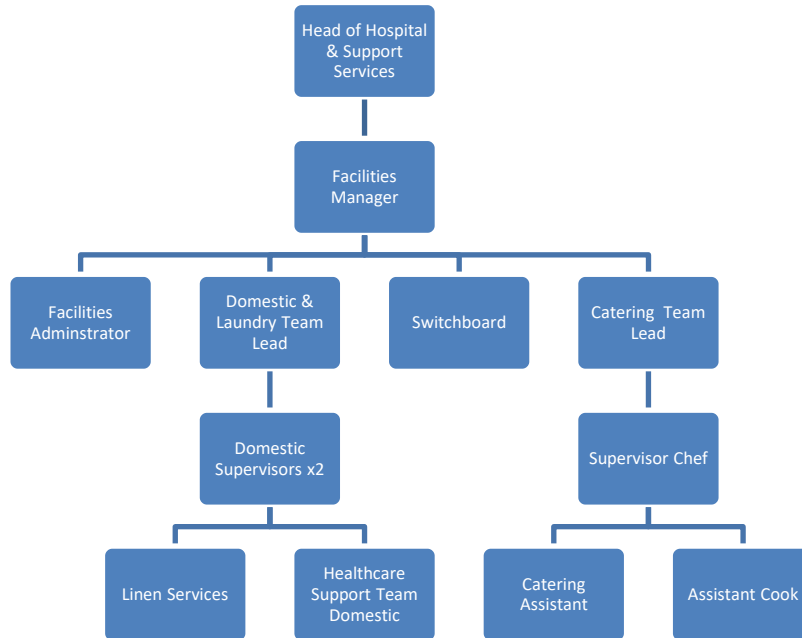 Head of Hospital
& Support
Services
Facilities
Manager
Facilities
Adminstrator
Domestic &
Laundry Team
Lead
Switchboard
Catering Team
Lead
Domestic
Supervisors x2
Supervisor Chef
Linen Services
Healthcare
Support Team
Domestic
Catering
Assistant
Assistant Cook